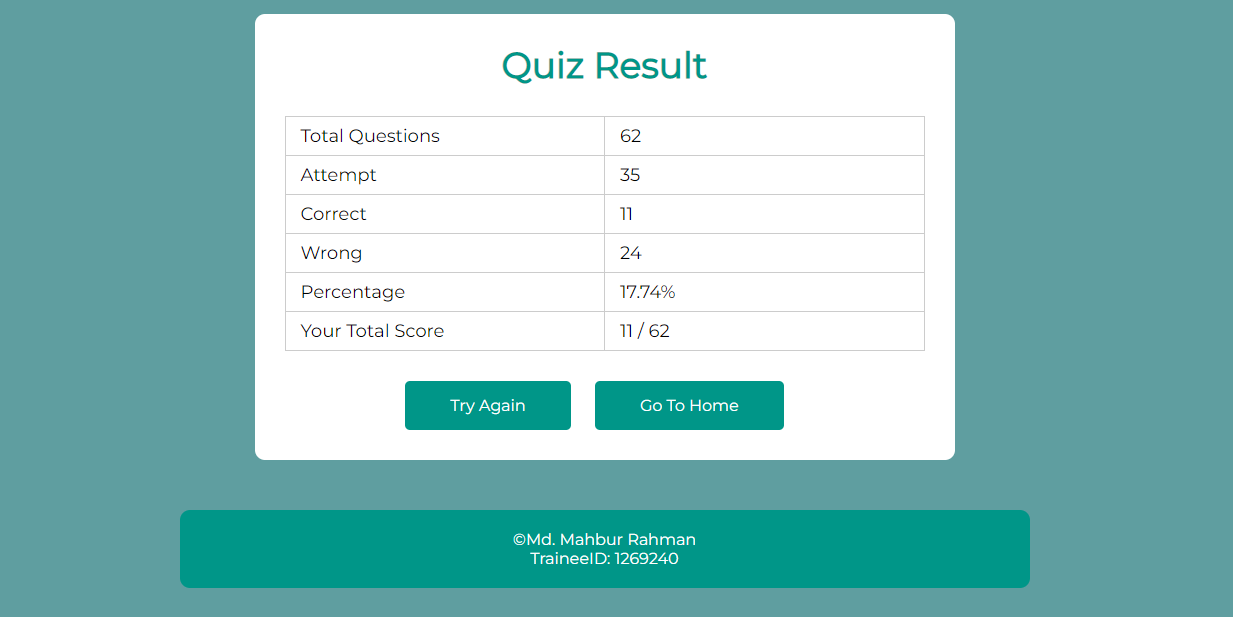 Quiz Result
Total Questions 62
Attempt 35
Correct 11
Wrong 24
Percentage 17.74%
Your Total Score 11 / 62
Try Again Go To Home
©Md. Mahbur Rahman
TraineeID: 1269240